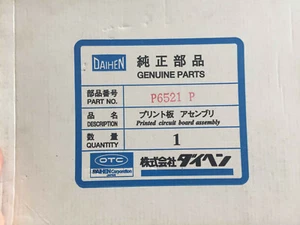 DAIHEN 純正部品
GENUINE PARTS
部品番号
PART NO. P6521 P
品名 プリント板 アセンブリ
DESCRIPTION Printed circuit board assembly
数量
QUANTITY 1
OTC 株式会社ダイヘン
DAIHEN Corporation